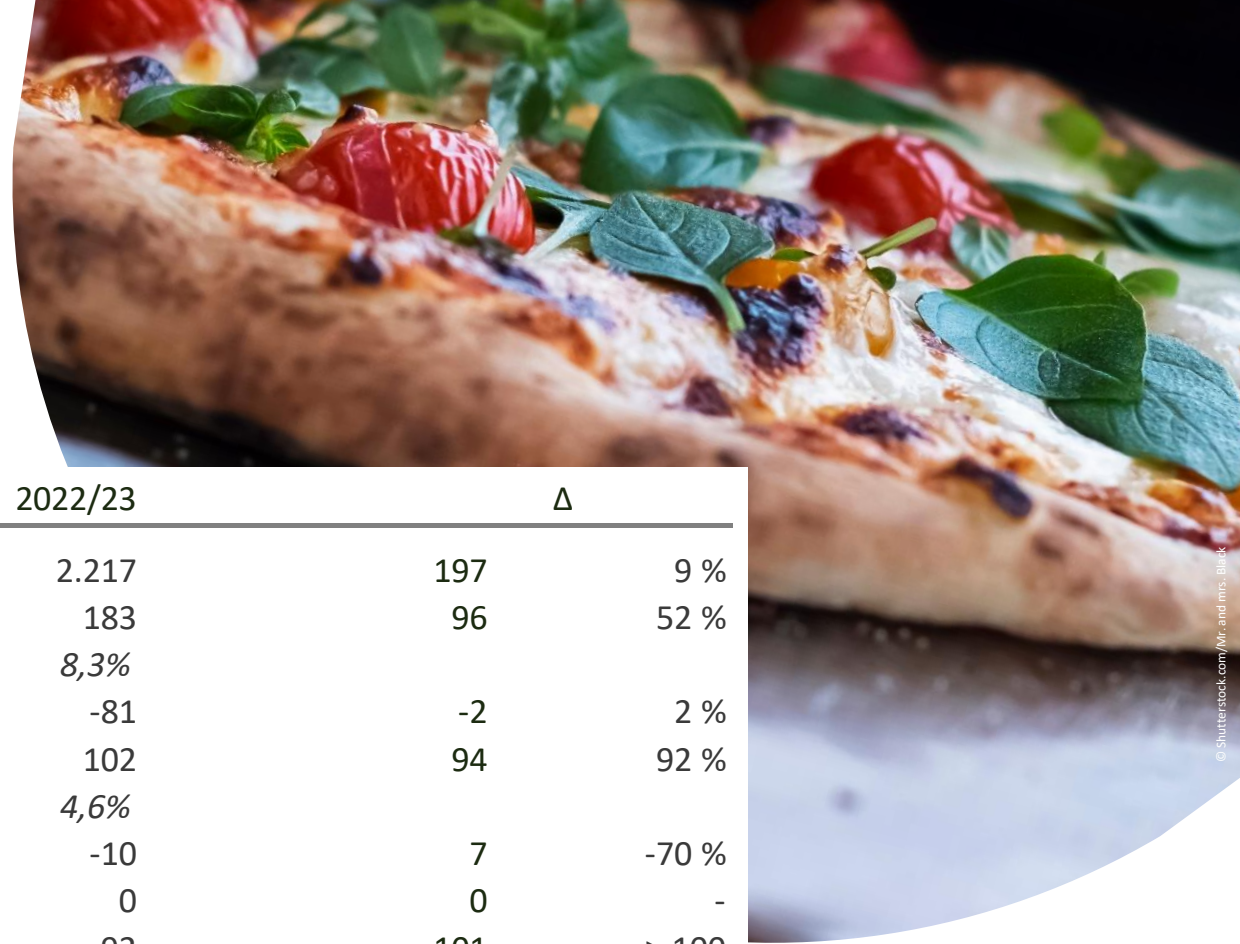 2022/23 Δ
2.217 197 9 %
183 96 52 %
8,3%
-81 -2 2 %
102 94 92 %
4,6%
-10 7 -70 %
0 0 -
© Shutterstock.com/Mr. and mrs. Black